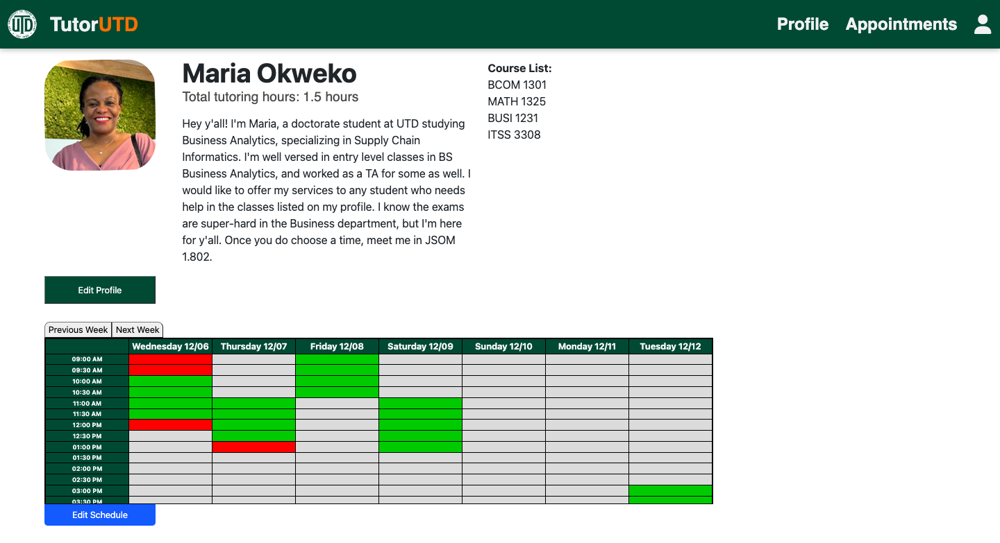 UTD
TutorUTD
Profile
Appointments
Maria Okweko
Total tutoring hours: 1.5 hours
Hey y'all! I'm Maria, a doctorate student at UTD studying
Business Analytics, specializing in Supply Chain
Informatics. I'm well versed in entry level classes in BS
Business Analytics, and worked as a TA for some as well. I
would like to offer my services to any student who needs
help in the classes listed on my profile. I know the exams
are super-hard in the Business department, but I'm here
for y'all. Once you do choose a time, meet me in JSOM
1.802.
Course List:
BCOM 1301
MATH 1325
BUSI 1231
ITSS 3308
Edit Profile
Previous Week Next Week
Wednesday 12/06 Thursday 12/07 Friday 12/08 Saturday 12/09 Sunday 12/10 Monday 12/11 Tuesday 12/12
09:00 AM
09:30 AM
10:00 AM
10:30 AM
11:00 AM
11:30 AM
12:00 PM
12:30 PM
01:00 PM
01:30 PM
02:00 PM
02:30 PM
03:00 PM
03:30 PM
Edit Schedule